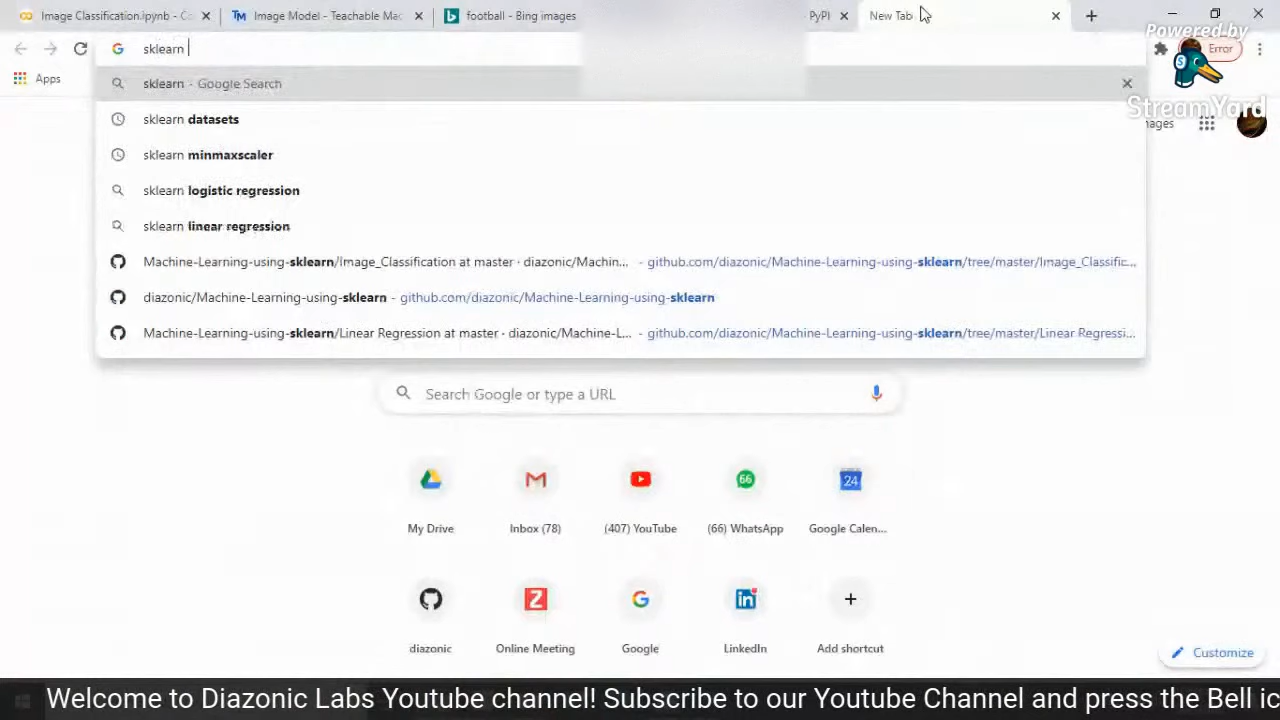 Image Classification.ipynb - C
Image Model - Teachable Ma
football - Bing images
PyPI
New Tab
sklearn
Error
Powered by
StreamYard
Apps
sklearn - Google Search
sklearn datasets
sklearn minmaxscaler
sklearn logistic regression
sklearn linear regression
Machine-Learning-using-sklearn/Image_Classification at master · diazonic/Machin... - github.com/diazonic/Machine-Learning-using-sklearn/tree/master/Image_Classific...
diazonic/Machine-Learning-using-sklearn - github.com/diazonic/Machine-Learning-using-sklearn
Machine-Learning-using-sklearn/Linear Regression at master · diazonic/Machine-L... - github.com/diazonic/Machine-Learning-using-sklearn/tree/master/Linear Regressi...
Search Google or type a URL
66
24
My Drive
Inbox (78)
(407) YouTube
(66) WhatsApp
Google Calen...
diazonic
Online Meeting
Google
LinkedIn
Add shortcut
Customize
Welcome to Diazonic Labs Youtube channel! Subscribe to our Youtube Channel and press the Bell ic